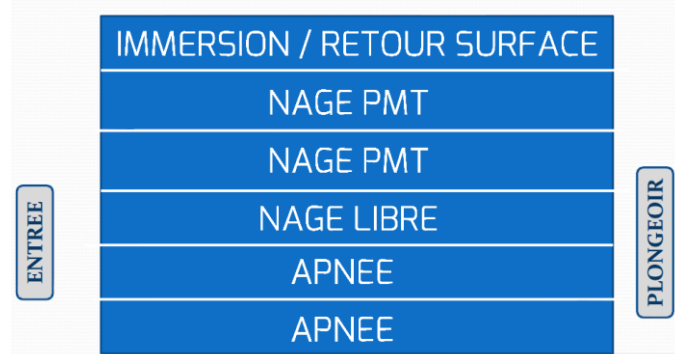 IMMERSION / RETOUR SURFACE
NAGE PMT
NAGE PMT
ENTREE
NAGE LIBRE
PLONGEOIR
APNEE
APNEE